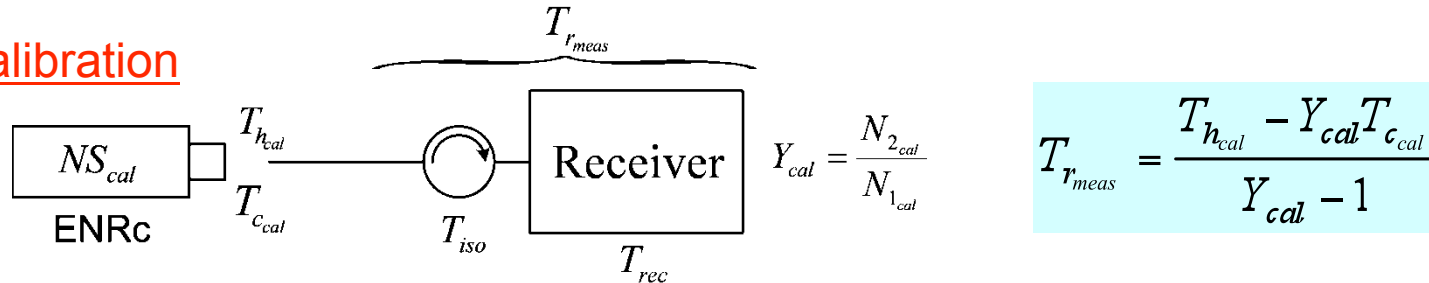 alibration
T_{r_{meas}}
NS_{cal}
ENRc
T_{h_{cal}}
T_{c_{cal}}
T_{iso}
Receiver
T_{rec}
Y_{cal} = \frac{N_{2_{cal}}}{N_{1_{cal}}}
T_{r_{meas}} = \frac{T_{h_{cal}} - Y_{cal} T_{c_{cal}}}{Y_{cal} - 1}